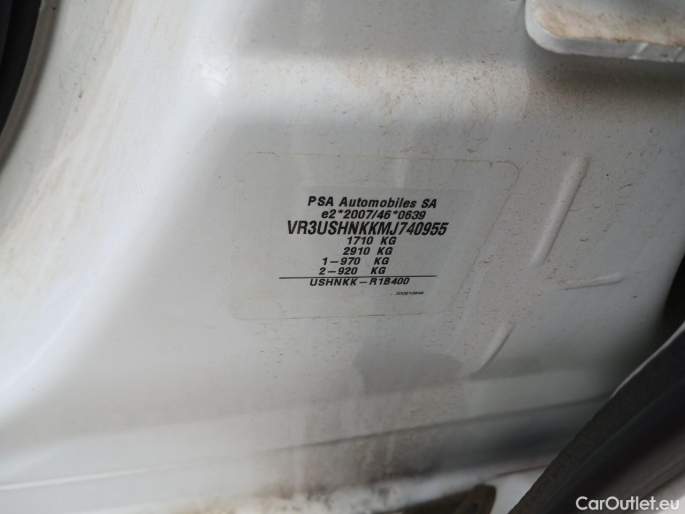 PSA Automobiles SA
e2*2007/46*0639
VR3USHNKKMJ740955
1710 KG
2910 KG
1-970 KG
2-920 KG
USHNKK-R1B400
CarOutlet.eu